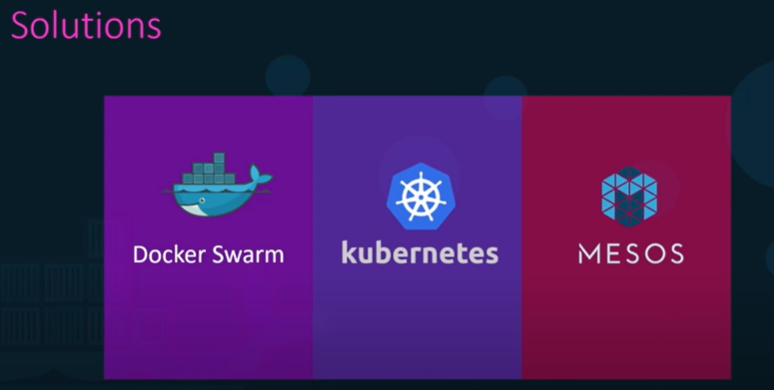 Solutions
Docker Swarm
kubernetes
MESOS